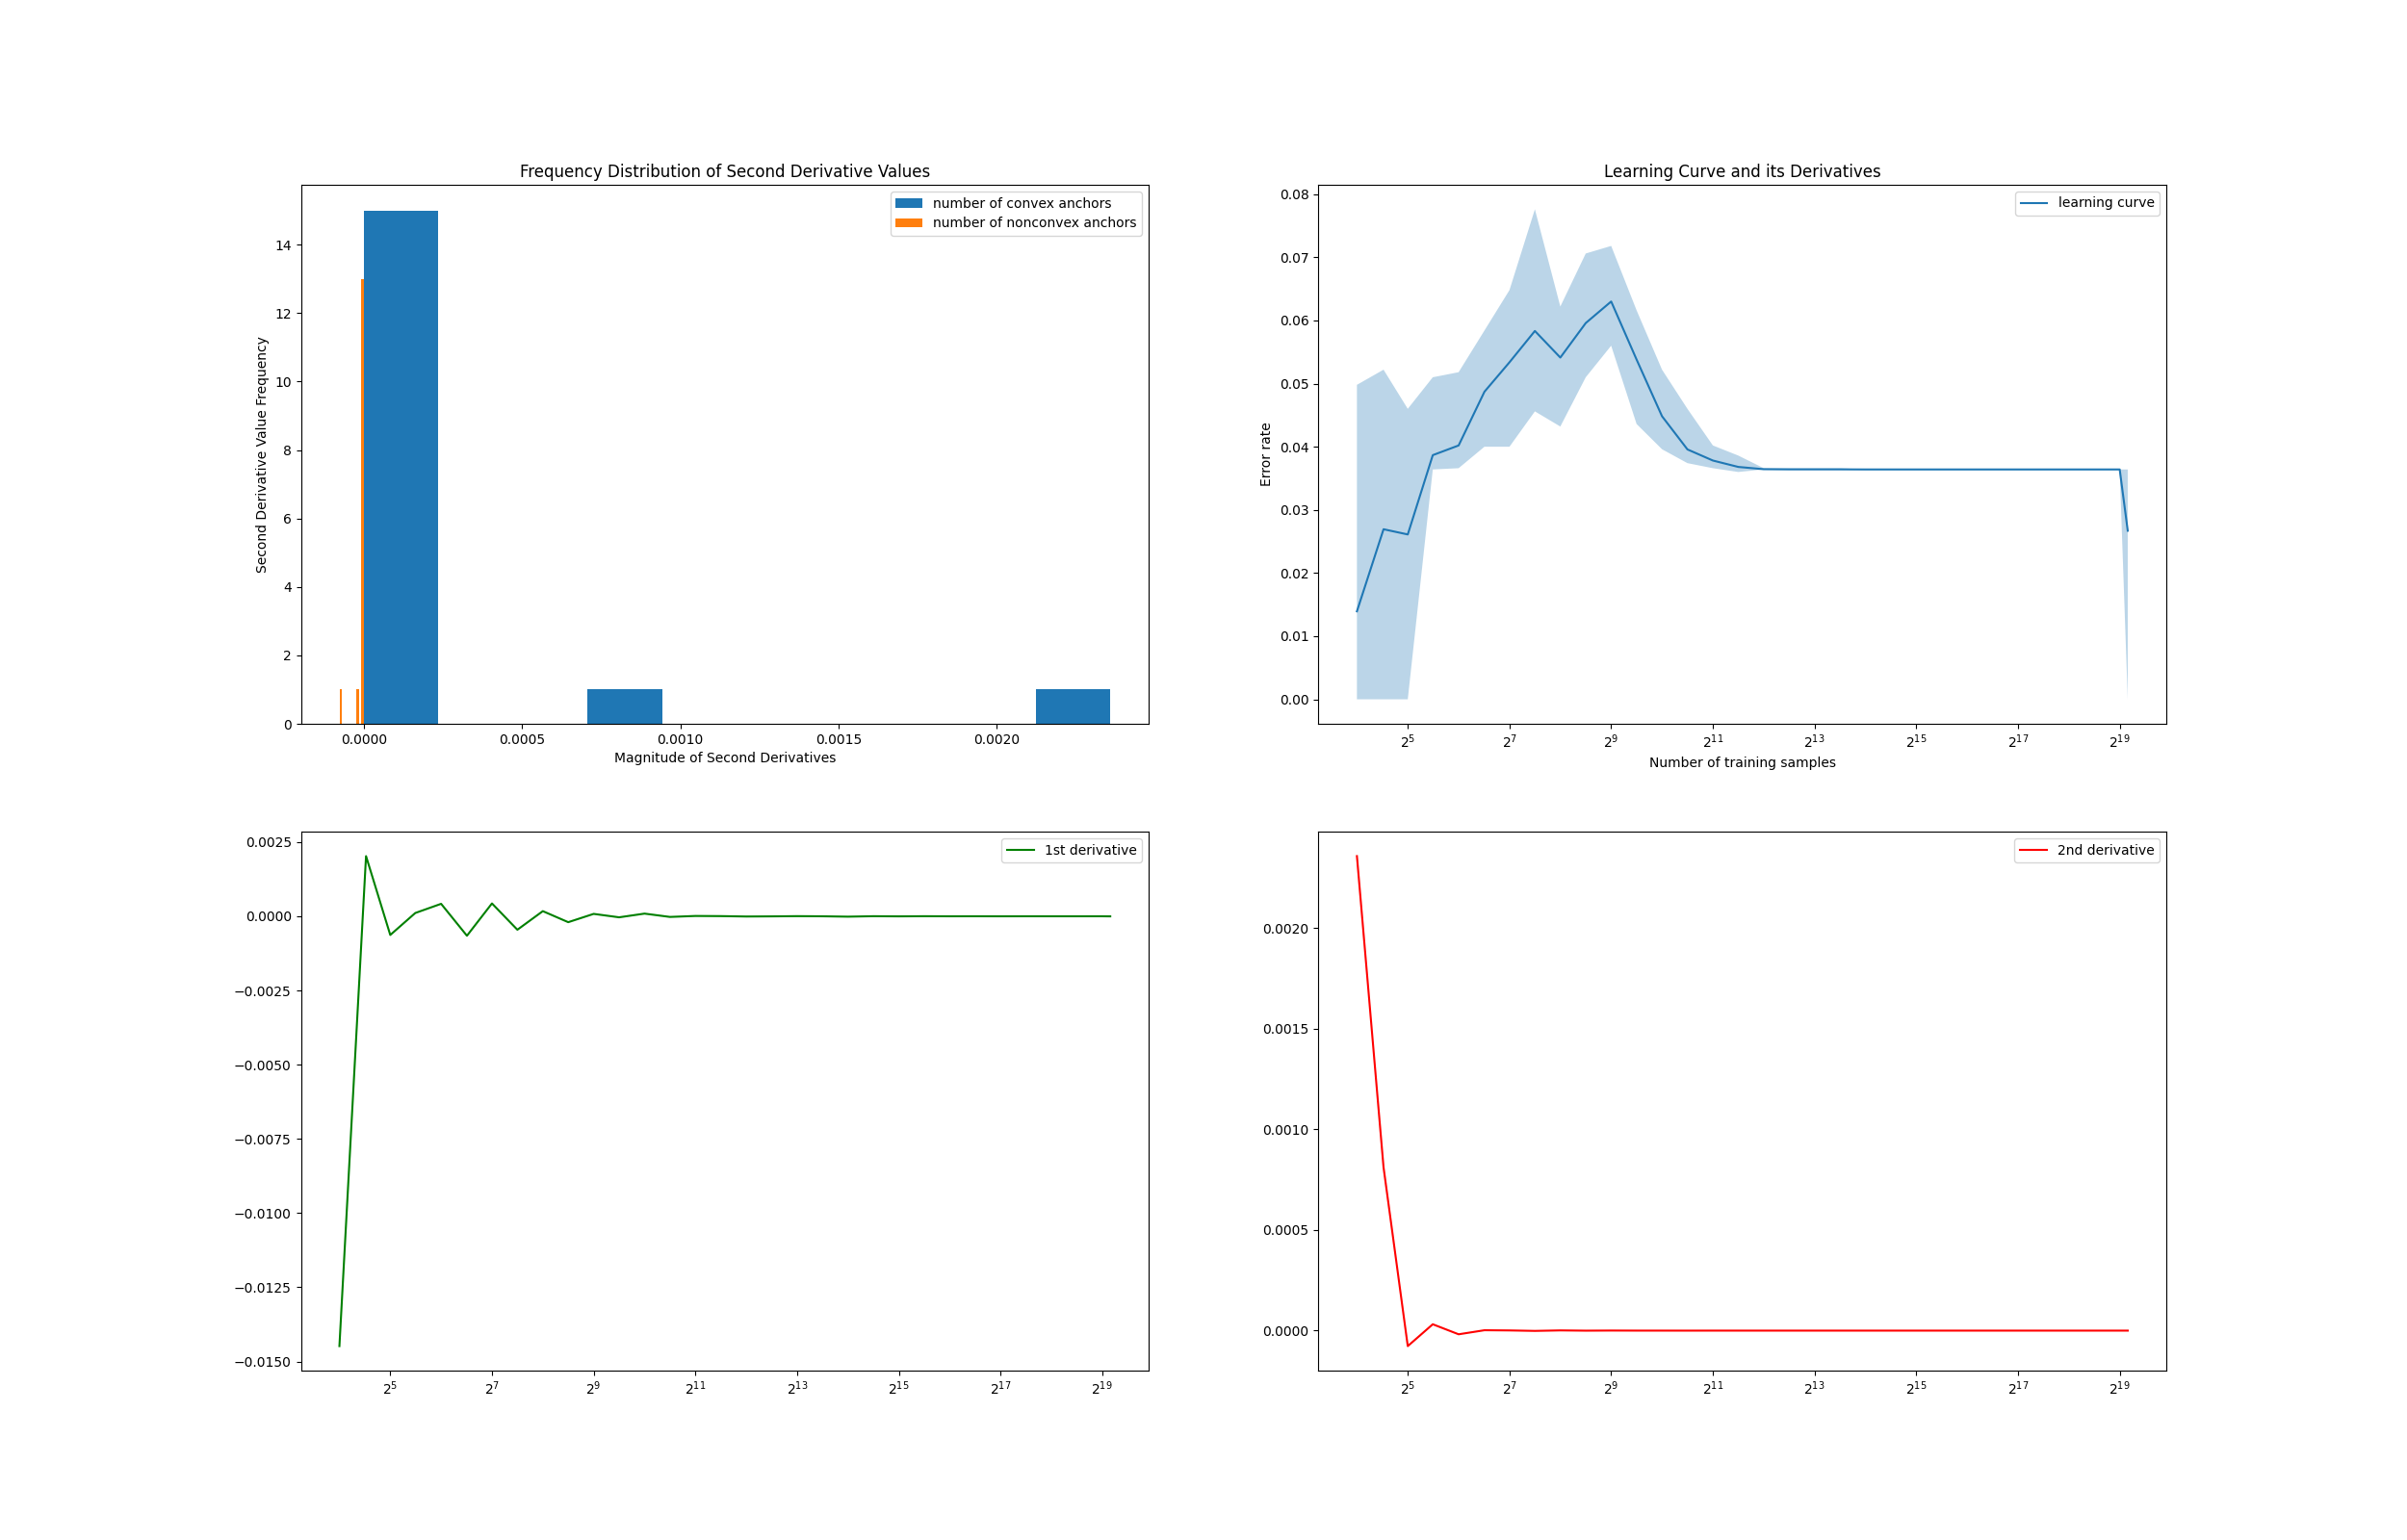 Frequency Distribution of Second Derivative Values
number of convex anchors
number of nonconvex anchors
Second Derivative Value Frequency
14
12
10
8
6
4
2
0
0.0000 0.0005 0.0010 0.0015 0.0020
Magnitude of Second Derivatives
Learning Curve and its Derivatives
learning curve
Error rate
0.08
0.07
0.06
0.05
0.04
0.03
0.02
0.01
0.00
2^5 2^7 2^9 2^11 2^13 2^15 2^17 2^19
Number of training samples
1st derivative
0.0025
0.0000
−0.0025
−0.0050
−0.0075
−0.0100
−0.0125
−0.0150
2^5 2^7 2^9 2^11 2^13 2^15 2^17 2^19
2nd derivative
0.0020
0.0015
0.0010
0.0005
0.0000
2^5 2^7 2^9 2^11 2^13 2^15 2^17 2^19